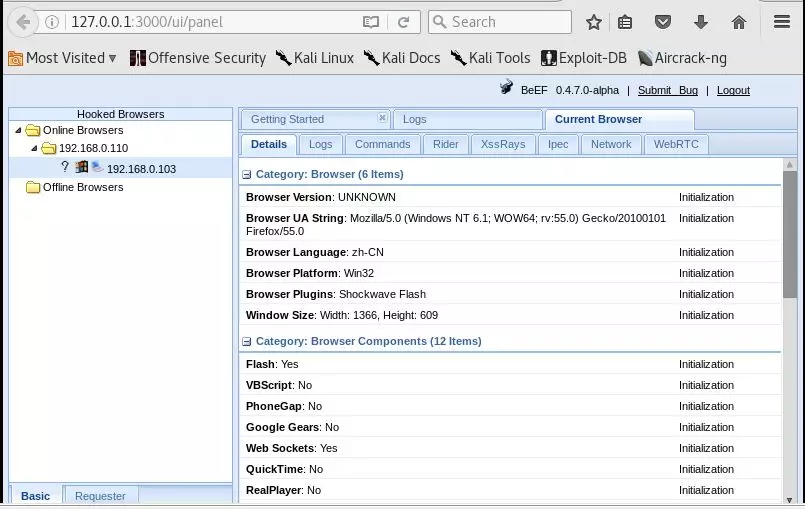 127.0.0.1:3000/ui/panel
Search
Most Visited
Offensive Security
Kali Linux
Kali Docs
Kali Tools
Exploit-DB
Aircrack-ng
BeEF 0.4.7.0-alpha | Submit Bug | Logout
Hooked Browsers
Online Browsers
192.168.0.110
? 192.168.0.103
Offline Browsers
Basic
Requester
Getting Started
Logs
Current Browser
Details
Logs
Commands
Rider
XssRays
Ipec
Network
WebRTC
Category: Browser (6 Items)
Browser Version: UNKNOWN Initialization
Browser UA String: Mozilla/5.0 (Windows NT 6.1; WOW64; rv:55.0) Gecko/20100101 Initialization
Firefox/55.0
Browser Language: zh-CN Initialization
Browser Platform: Win32 Initialization
Browser Plugins: Shockwave Flash Initialization
Window Size: Width: 1366, Height: 609 Initialization
Category: Browser Components (12 Items)
Flash: Yes Initialization
VBScript: No Initialization
PhoneGap: No Initialization
Google Gears: No Initialization
Web Sockets: Yes Initialization
QuickTime: No Initialization
RealPlayer: No Initialization